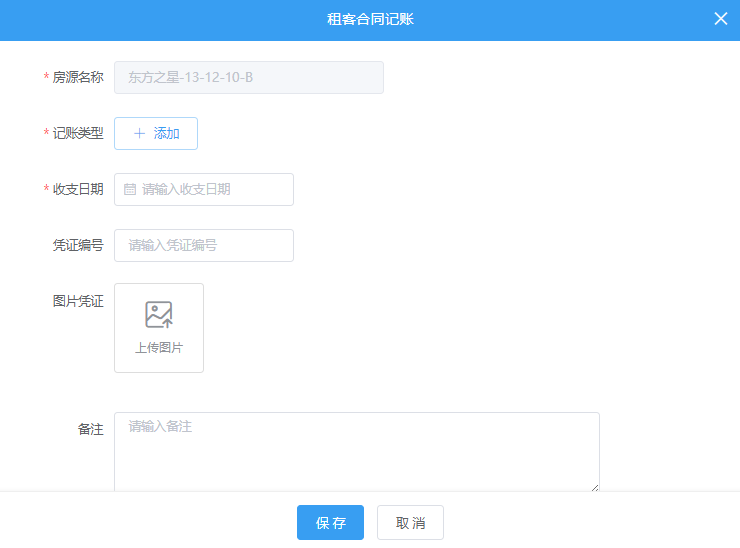 租客合同记账
* 房源名称 东方之星-13-12-10-B
* 记账类型 + 添加
* 收支日期 请输入收支日期
凭证编号 请输入凭证编号
图片凭证 上传图片
备注 请输入备注
保存 取消